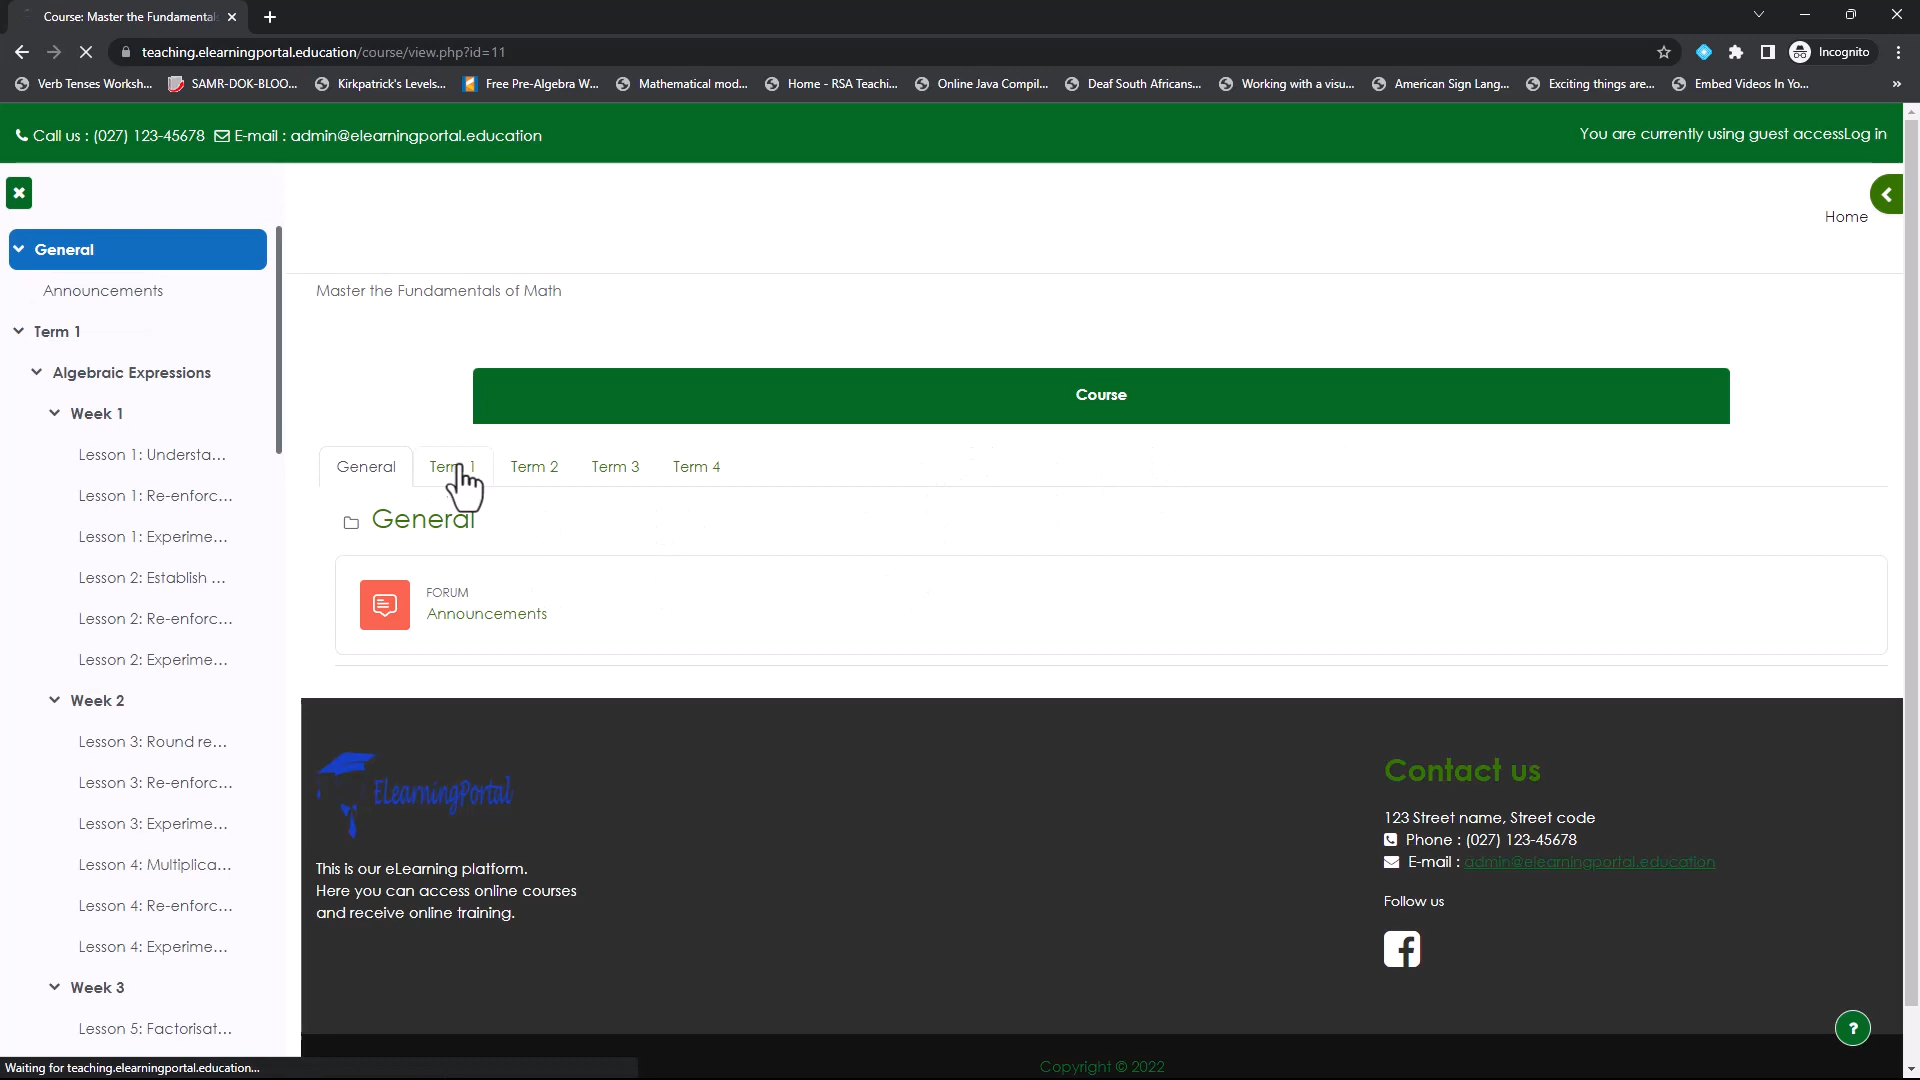 Course: Master the Fundamentals
teaching.elearningportal.education/course/view.php?id=11
Incognito
Verb Tenses Worksh...
SAMR-DOK-BLOO...
Kirkpatrick's Levels...
Free Pre-Algebra W...
Mathematical mod...
Home - RSA Teachi...
Online Java Compil...
Deaf South Africans...
Working with a visu...
American Sign Lang...
Exciting things are...
Embed Videos In Yo...
»
Call us : (027) 123-45678 E-mail : admin@elearningportal.education
You are currently using guest accessLog in
Home
General
Announcements
Term 1
Algebraic Expressions
Week 1
Lesson 1: Understa...
Lesson 1: Re-enforc...
Lesson 1: Experime...
Lesson 2: Establish ...
Lesson 2: Re-enforc...
Lesson 2: Experime...
Week 2
Lesson 3: Round re...
Lesson 3: Re-enforc...
Lesson 3: Experime...
Lesson 4: Multiplica...
Lesson 4: Re-enforc...
Lesson 4: Experime...
Week 3
Lesson 5: Factorisat...
Master the Fundamentals of Math
Course
General Term 1 Term 2 Term 3 Term 4
General
FORUM
Announcements
ElearningPortal
This is our eLearning platform.
Here you can access online courses
and receive online training.
Contact us
123 Street name, Street code
Phone : (027) 123-45678
E-mail : admin@elearningportal.education
Follow us
?
Copyright © 2022
Waiting for teaching.elearningportal.education...